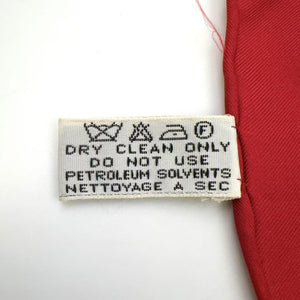 F
DRY CLEAN ONLY
DO NOT USE
PETROLEUM SOLVENTS
NETTOYAGE A SEC